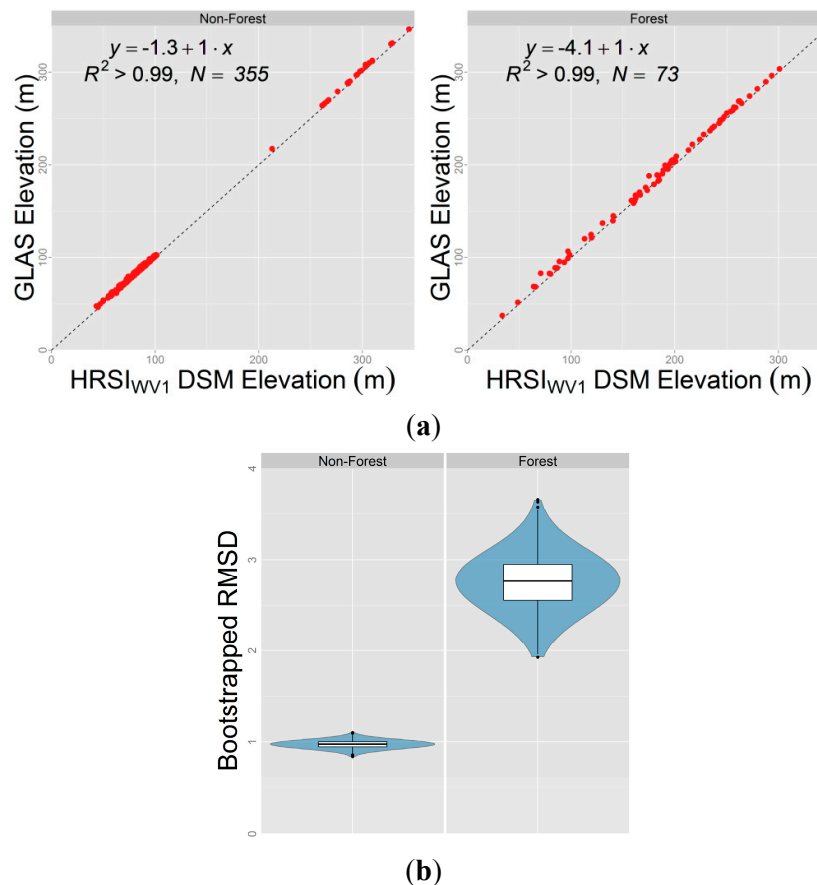 Non-Forest
Forest
y = -1.3 + 1 · x
R² > 0.99, N = 355
y = -4.1 + 1 · x
R² > 0.99, N = 73
GLAS Elevation (m)
0 100 200 300
0 100 200 300
HRSI_WV1 DSM Elevation (m)
GLAS Elevation (m)
0 100 200 300
0 100 200 300
HRSI_WV1 DSM Elevation (m)
(a)
Non-Forest
Forest
Bootstrapped RMSD
0 1 2 3 4
(b)